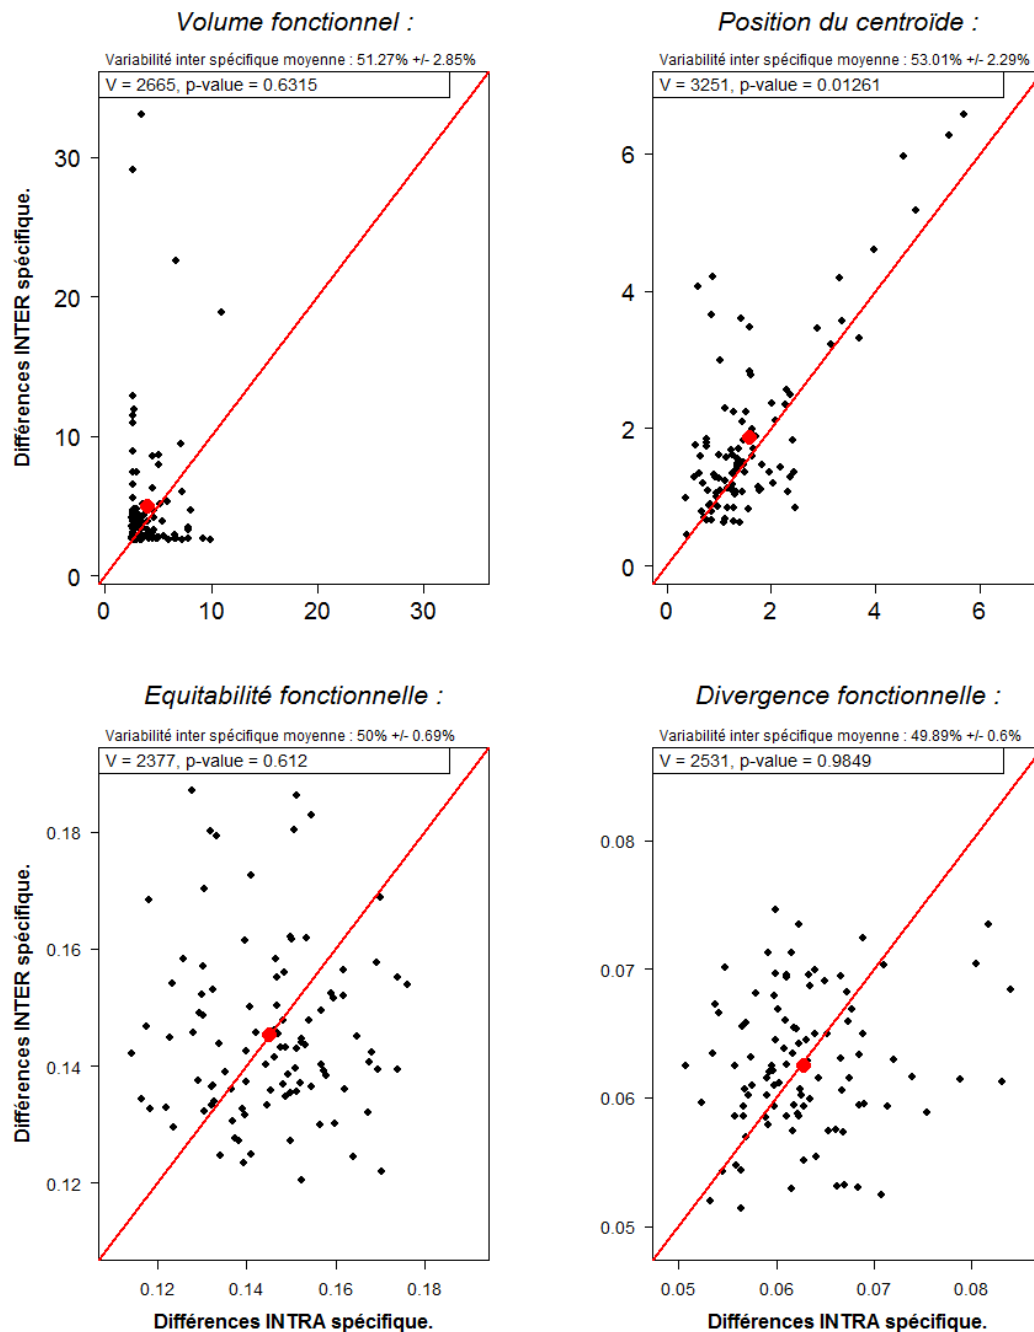 Volume fonctionnel :
Variabilité inter spécifique moyenne : 51.27% +/- 2.85%
V = 2665, p-value = 0.6315
Différences INTER spécifique.
30
20
10
0
0 10 20 30
Position du centroïde :
Variabilité inter spécifique moyenne : 53.01% +/- 2.29%
V = 3251, p-value = 0.01261
6
4
2
0
0 2 4 6
Equitabilité fonctionnelle :
Variabilité inter spécifique moyenne : 50% +/- 0.69%
V = 2377, p-value = 0.612
Différences INTER spécifique.
0.18
0.16
0.14
0.12
0.12 0.14 0.16 0.18
Différences INTRA spécifique.
Divergence fonctionnelle :
Variabilité inter spécifique moyenne : 49.89% +/- 0.6%
V = 2531, p-value = 0.9849
0.08
0.07
0.06
0.05
0.05 0.06 0.07 0.08
Différences INTRA spécifique.